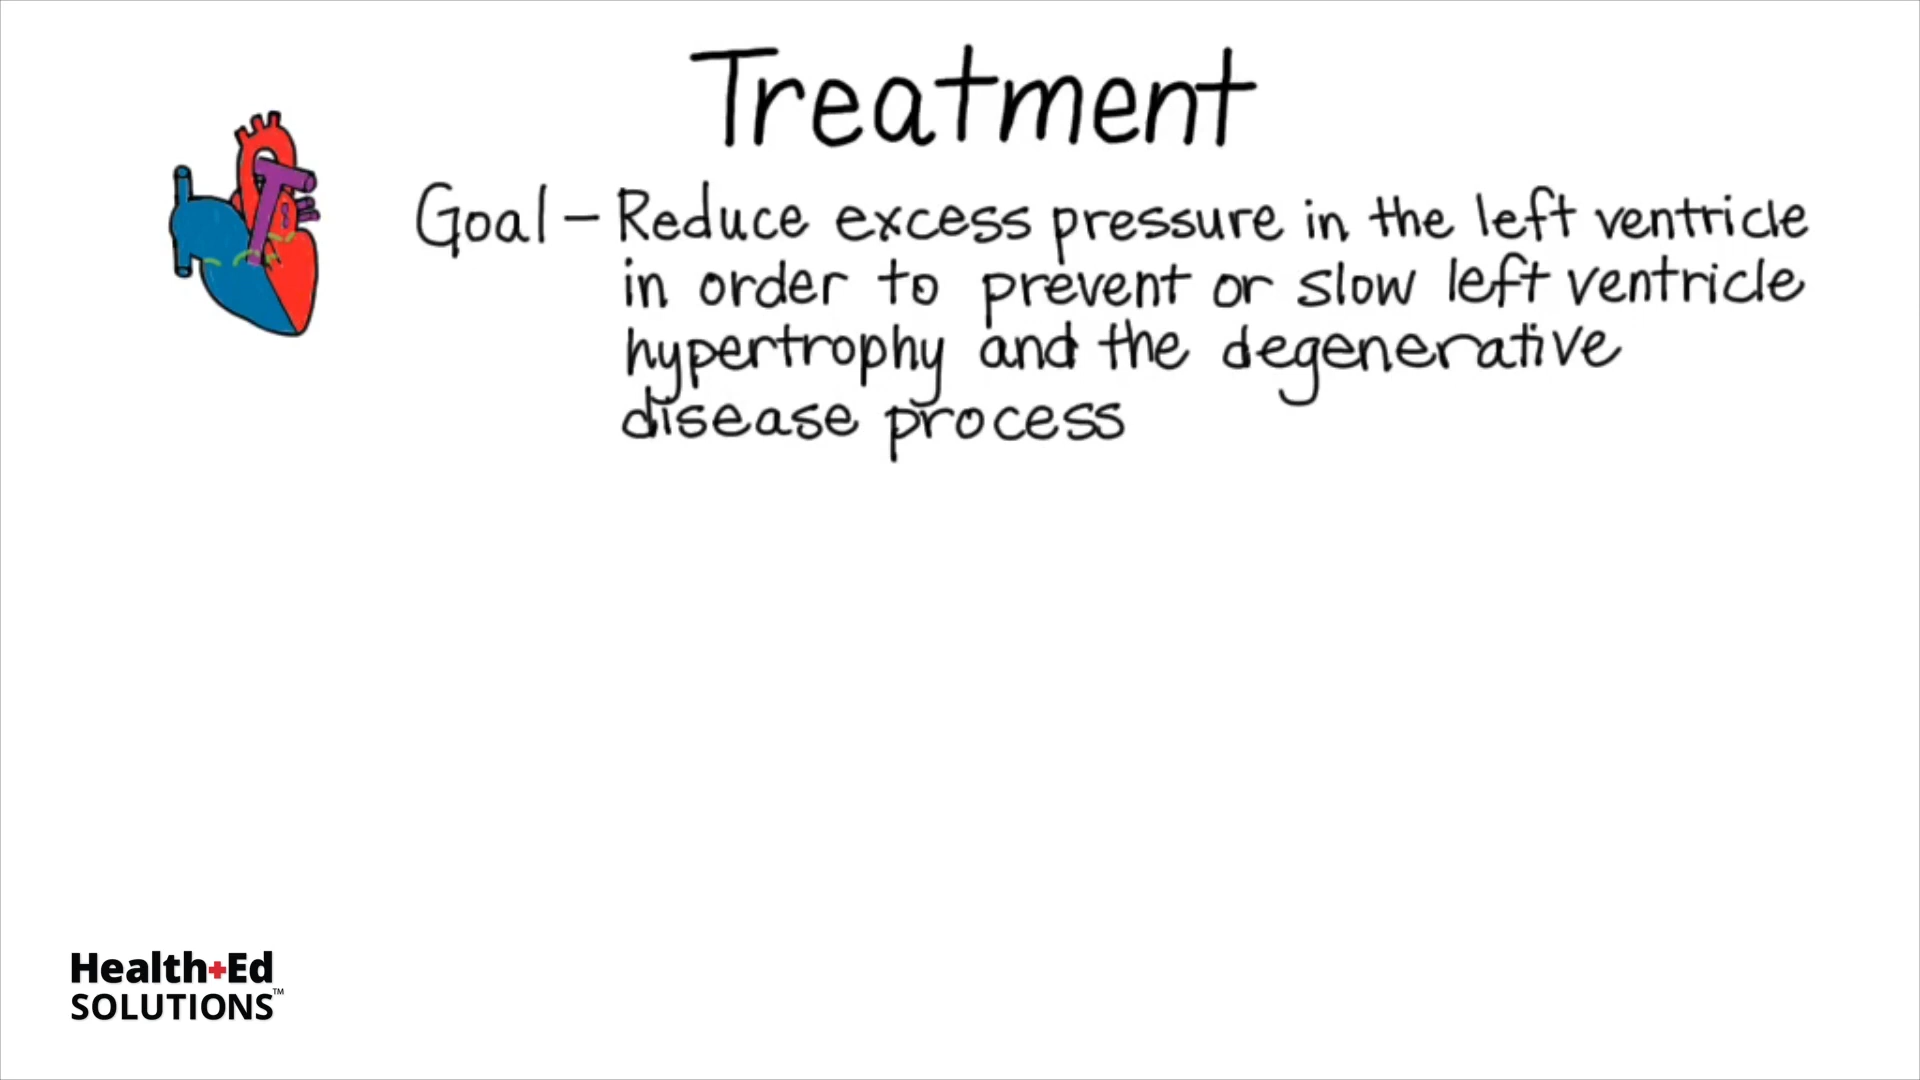 Treatment
Goal – Reduce excess pressure in the left ventricle
in order to prevent or slow left ventricle
hypertrophy and the degenerative
disease process
Health+Ed
SOLUTIONS™